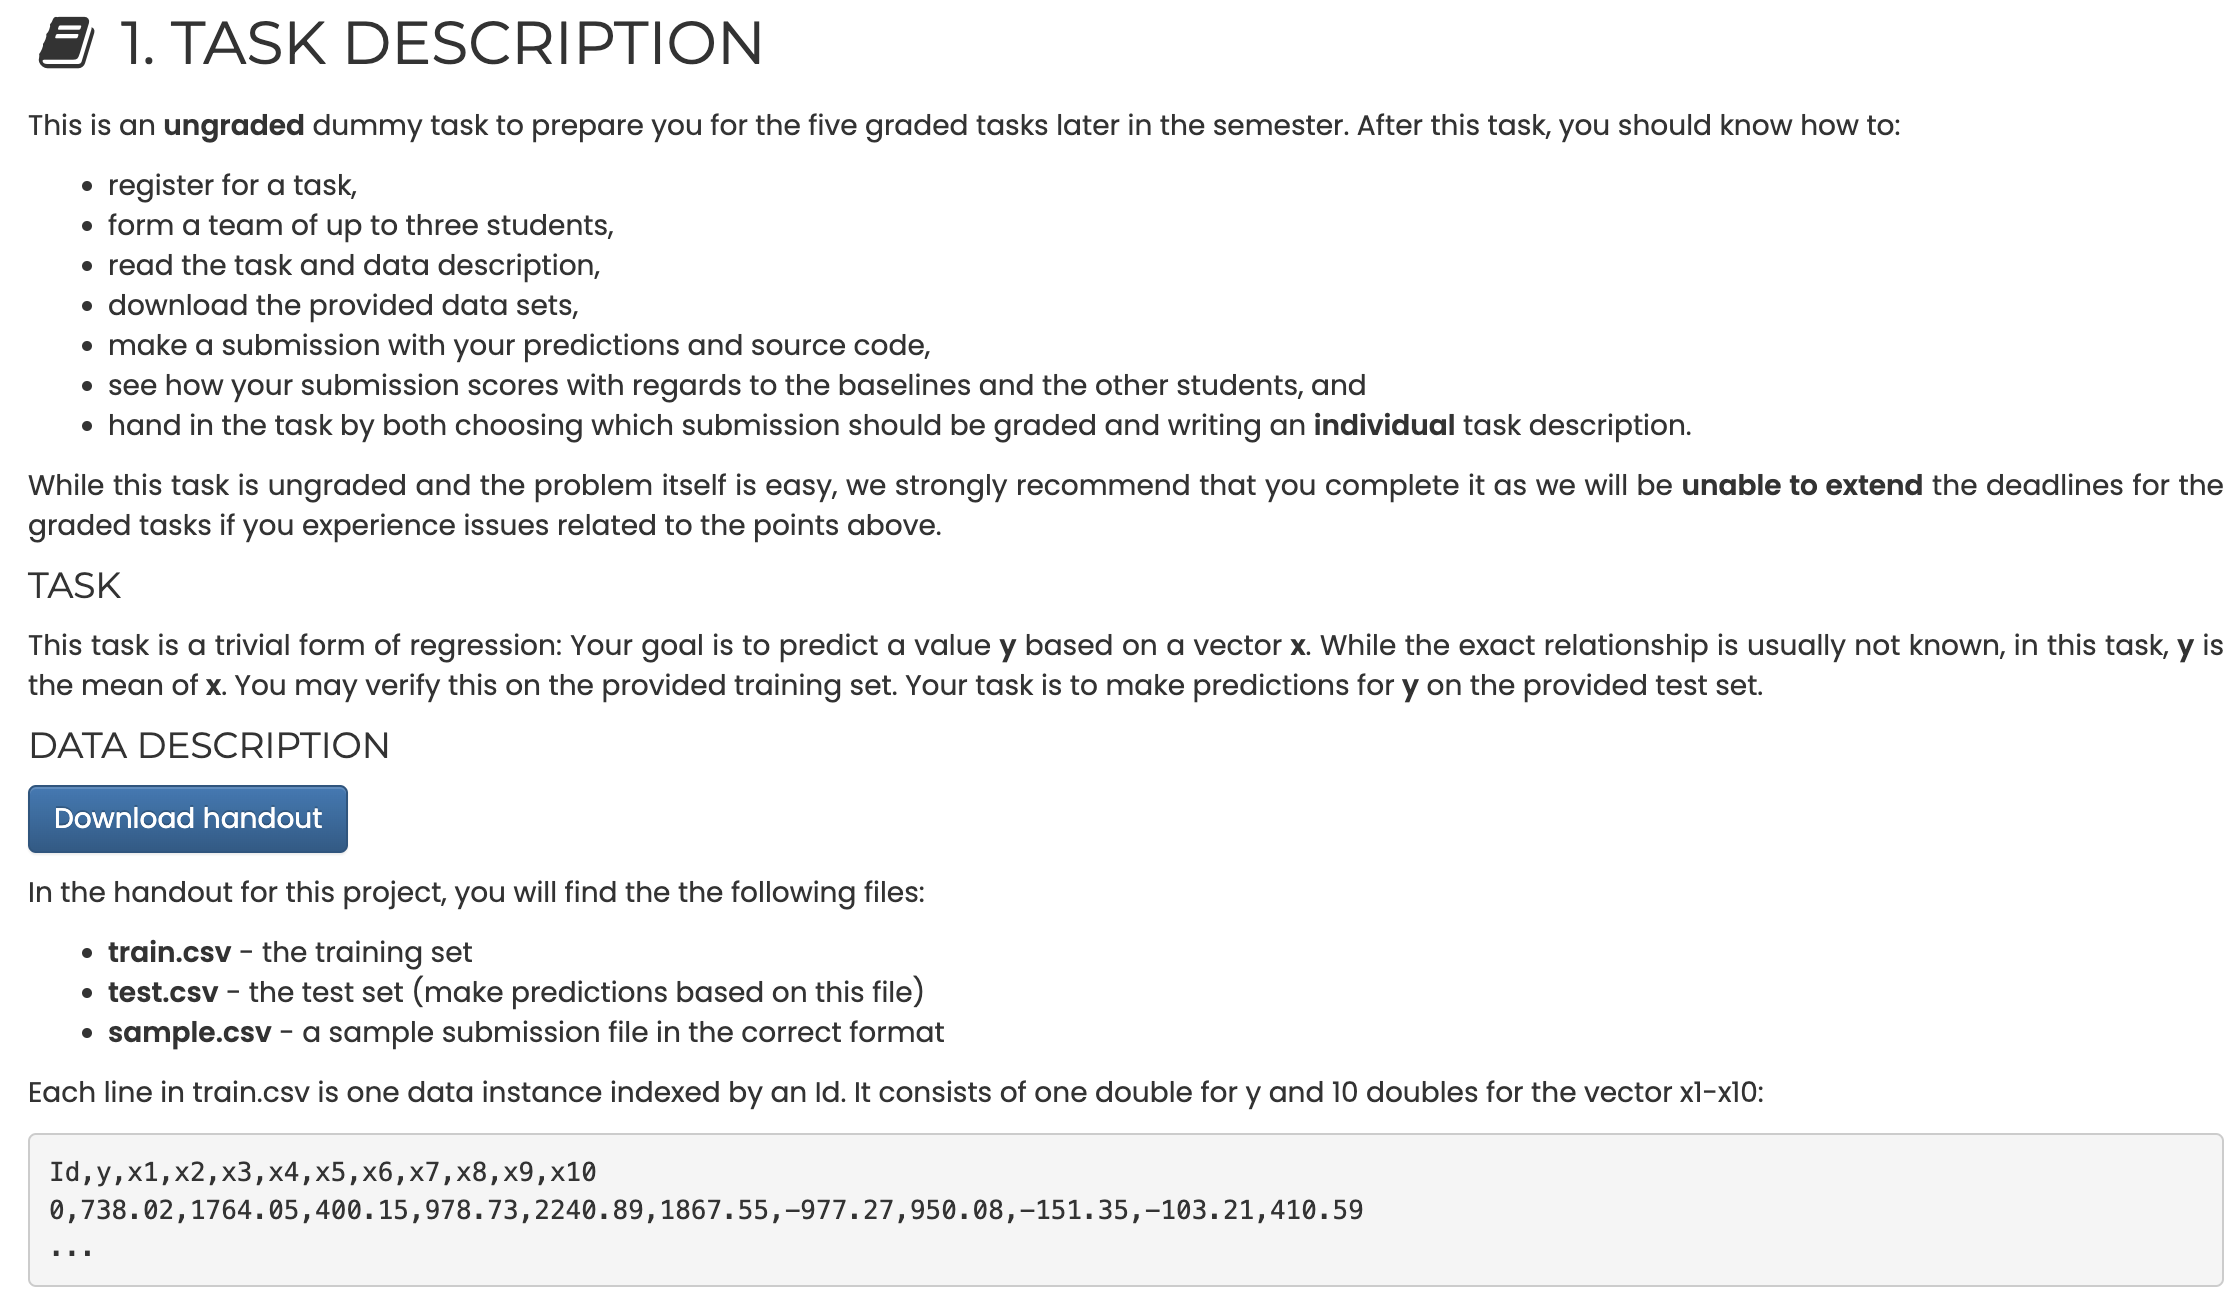 1. TASK DESCRIPTION
This is an ungraded dummy task to prepare you for the five graded tasks later in the semester. After this task, you should know how to:
• register for a task,
• form a team of up to three students,
• read the task and data description,
• download the provided data sets,
• make a submission with your predictions and source code,
• see how your submission scores with regards to the baselines and the other students, and
• hand in the task by both choosing which submission should be graded and writing an individual task description.
While this task is ungraded and the problem itself is easy, we strongly recommend that you complete it as we will be unable to extend the deadlines for the
graded tasks if you experience issues related to the points above.
TASK
This task is a trivial form of regression: Your goal is to predict a value y based on a vector x. While the exact relationship is usually not known, in this task, y is
the mean of x. You may verify this on the provided training set. Your task is to make predictions for y on the provided test set.
DATA DESCRIPTION
Download handout
In the handout for this project, you will find the the following files:
• train.csv - the training set
• test.csv - the test set (make predictions based on this file)
• sample.csv - a sample submission file in the correct format
Each line in train.csv is one data instance indexed by an Id. It consists of one double for y and 10 doubles for the vector x1-x10:
Id,y,x1,x2,x3,x4,x5,x6,x7,x8,x9,x10
0,738.02,1764.05,400.15,978.73,2240.89,1867.55,-977.27,950.08,-151.35,-103.21,410.59
...